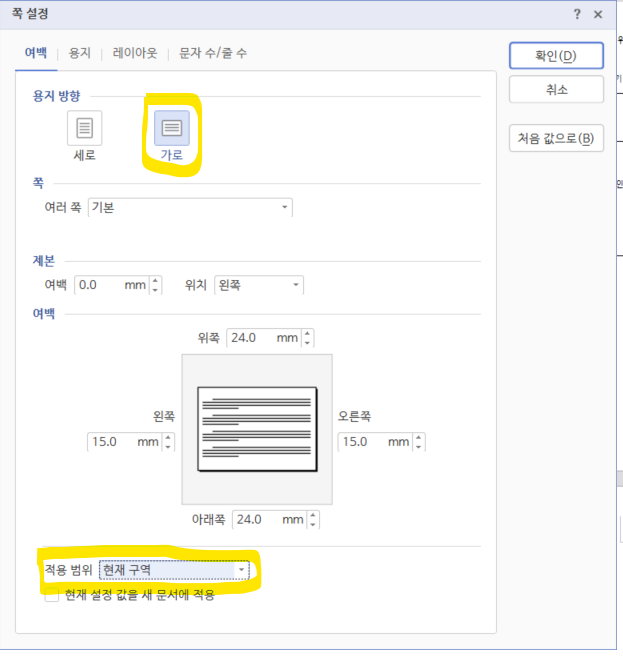 쪽 설정
? ×
여백 용지 레이아웃 문자 수/줄 수
확인(D)
취소
처음 값으로(B)
용지 방향
세로 가로
쪽
여러 쪽 기본
제본
여백 0.0 mm 위치 왼쪽
여백
위쪽 24.0 mm
왼쪽 오른쪽
15.0 mm 15.0 mm
아래쪽 24.0 mm
적용 범위 현재 구역
현재 설정 값을 새 문서에 적용